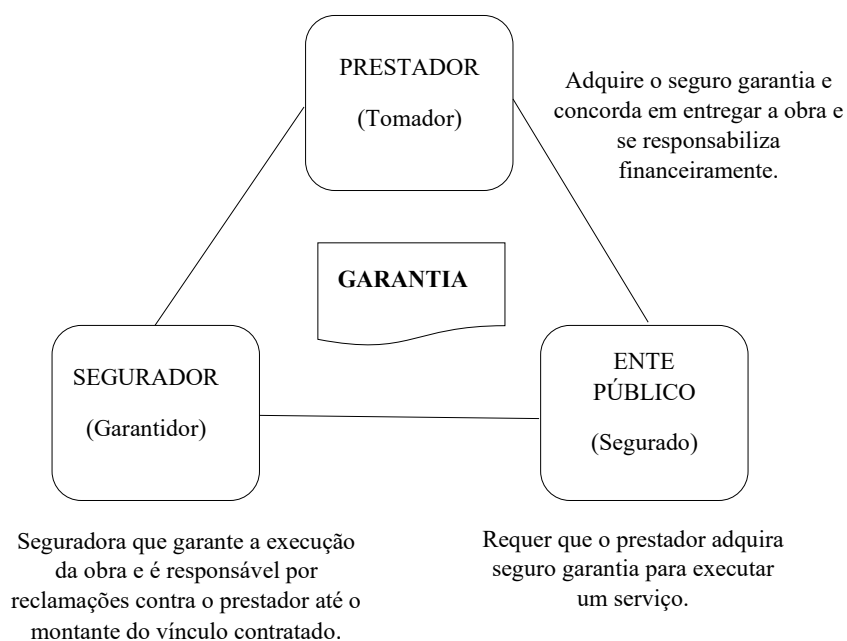 PRESTADOR
(Tomador)
Adquire o seguro garantia e
concorda em entregar a obra e
se responsabiliza
financeiramente.
GARANTIA
SEGURADOR
(Garantidor)
ENTE
PÚBLICO
(Segurado)
Seguradora que garante a execução
da obra e é responsável por
reclamações contra o prestador até o
montante do vínculo contratado.
Requer que o prestador adquira
seguro garantia para executar
um serviço.